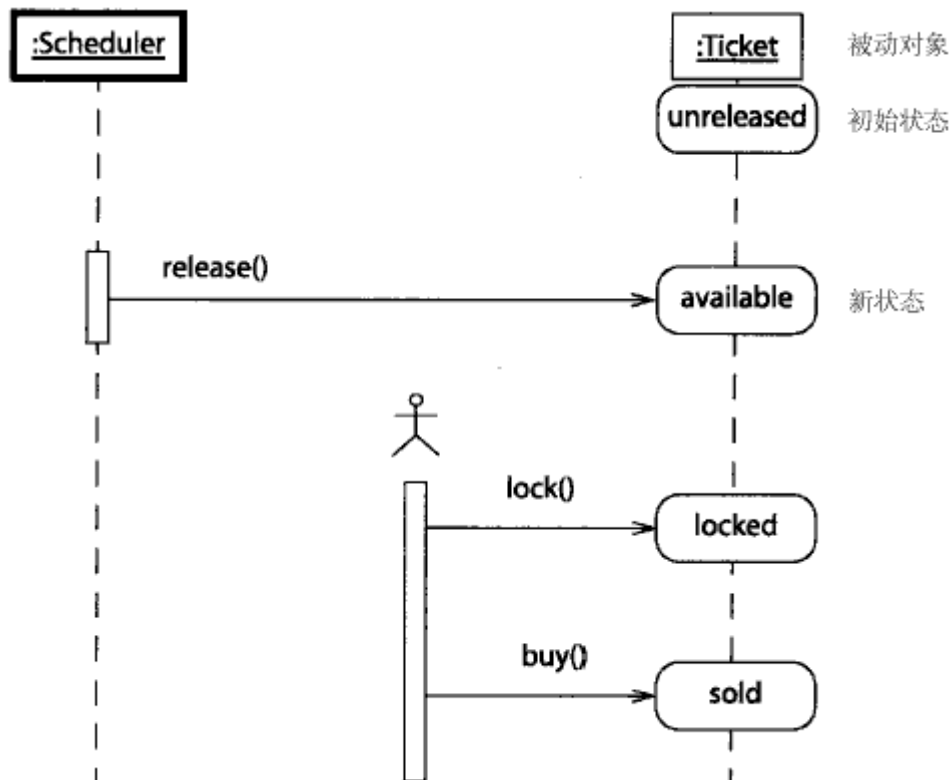 :Scheduler
:Ticket 被动对象
unreleased 初始状态
release()
available 新状态
lock()
locked
buy()
sold